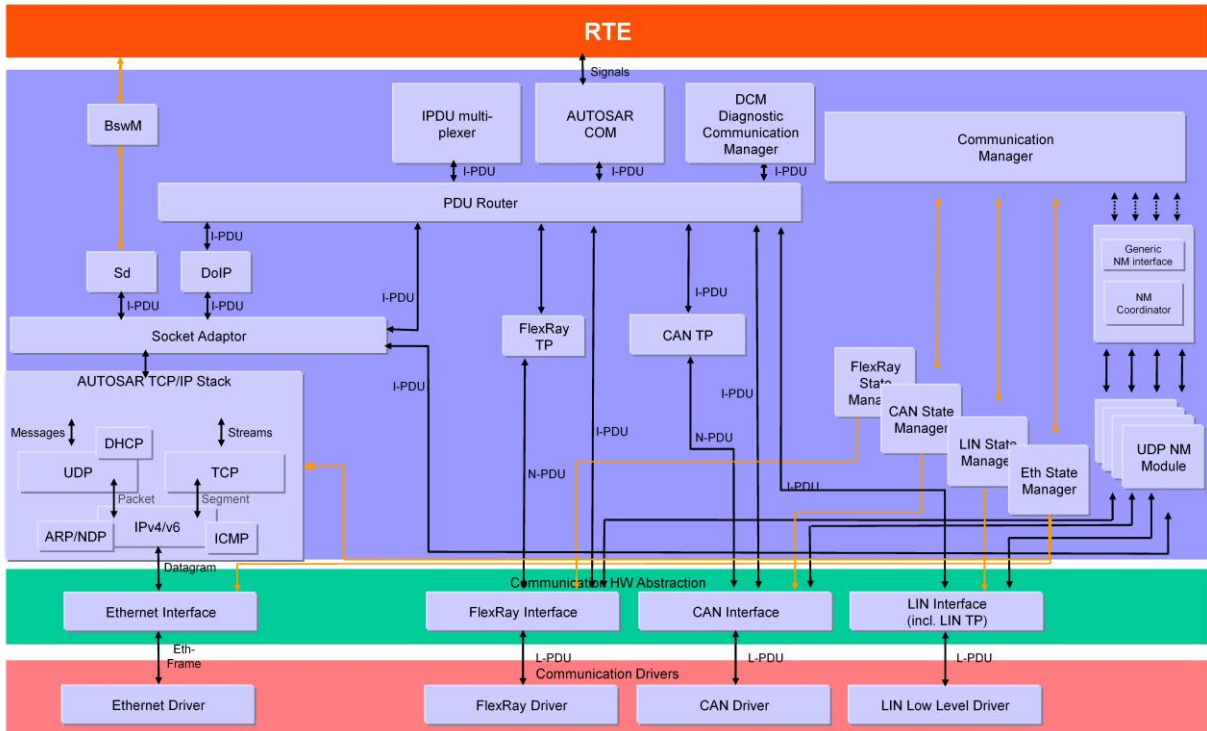 RTE
Signals
BswM
IPDU multi-
plexer
AUTOSAR
COM
DCM
Diagnostic
Communication
Manager
Communication
Manager
I-PDU
I-PDU
I-PDU
PDU Router
I-PDU
Sd
DoIP
Generic
NM interface
NM
Coordinator
I-PDU
I-PDU
I-PDU
I-PDU
Socket Adaptor
FlexRay
TP
CAN TP
AUTOSAR TCP/IP Stack
I-PDU
I-PDU
FlexRay
State
Manager
CAN State
Manager
LIN State
Manager
Eth State
Manager
UDP NM
Module
Messages
DHCP
Streams
I-PDU
N-PDU
UDP
TCP
N-PDU
I-PDU
Packet
Segment
IPv4/v6
ARP/NDP
ICMP
Datagram
Communication HW Abstraction
Ethernet Interface
FlexRay Interface
CAN Interface
LIN Interface
(incl. LIN TP)
Eth-
Frame
L-PDU
L-PDU
L-PDU
Communication Drivers
Ethernet Driver
FlexRay Driver
CAN Driver
LIN Low Level Driver